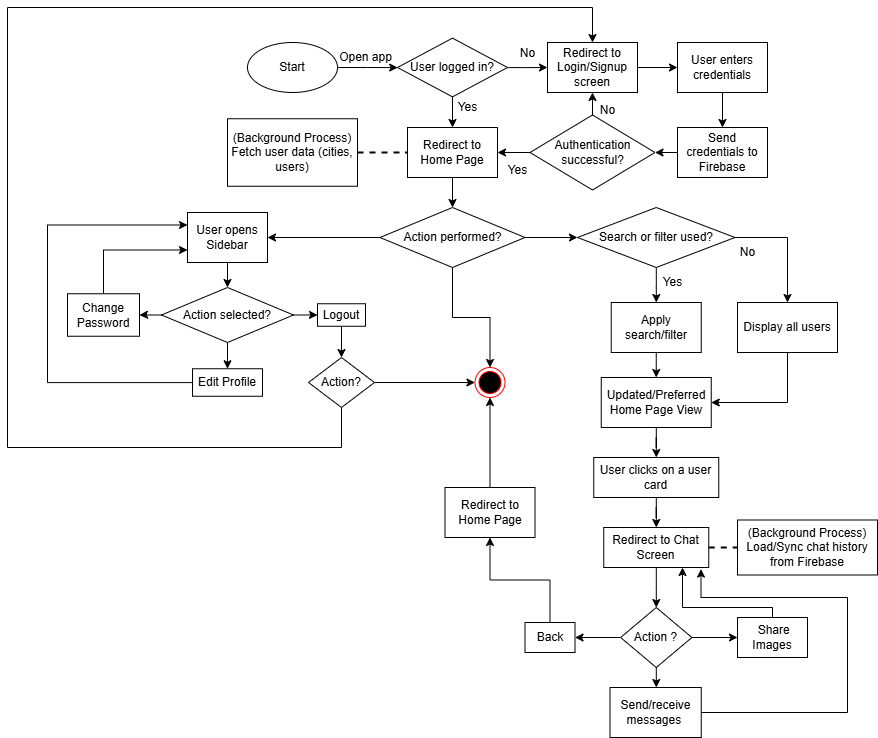 Start
Open app
User logged in?
No
Redirect to
Login/Signup
screen
User enters
credentials
Yes
No
(Background Process)
Fetch user data (cities,
users)
Redirect to
Home Page
Yes
Authentication
successful?
Send
credentials to
Firebase
User opens
Sidebar
Action performed?
Search or filter used?
No
Yes
Change
Password
Action selected?
Logout
Apply
search/filter
Display all users
Edit Profile
Action?
Updated/Preferred
Home Page View
User clicks on a user
card
Redirect to
Home Page
Redirect to Chat
Screen
(Background Process)
Load/Sync chat history
from Firebase
Back
Action ?
Share
Images
Send/receive
messages